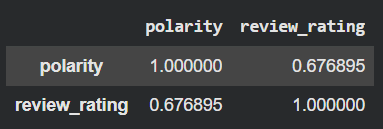 polarity review_rating
polarity 1.000000 0.676895
review_rating 0.676895 1.000000